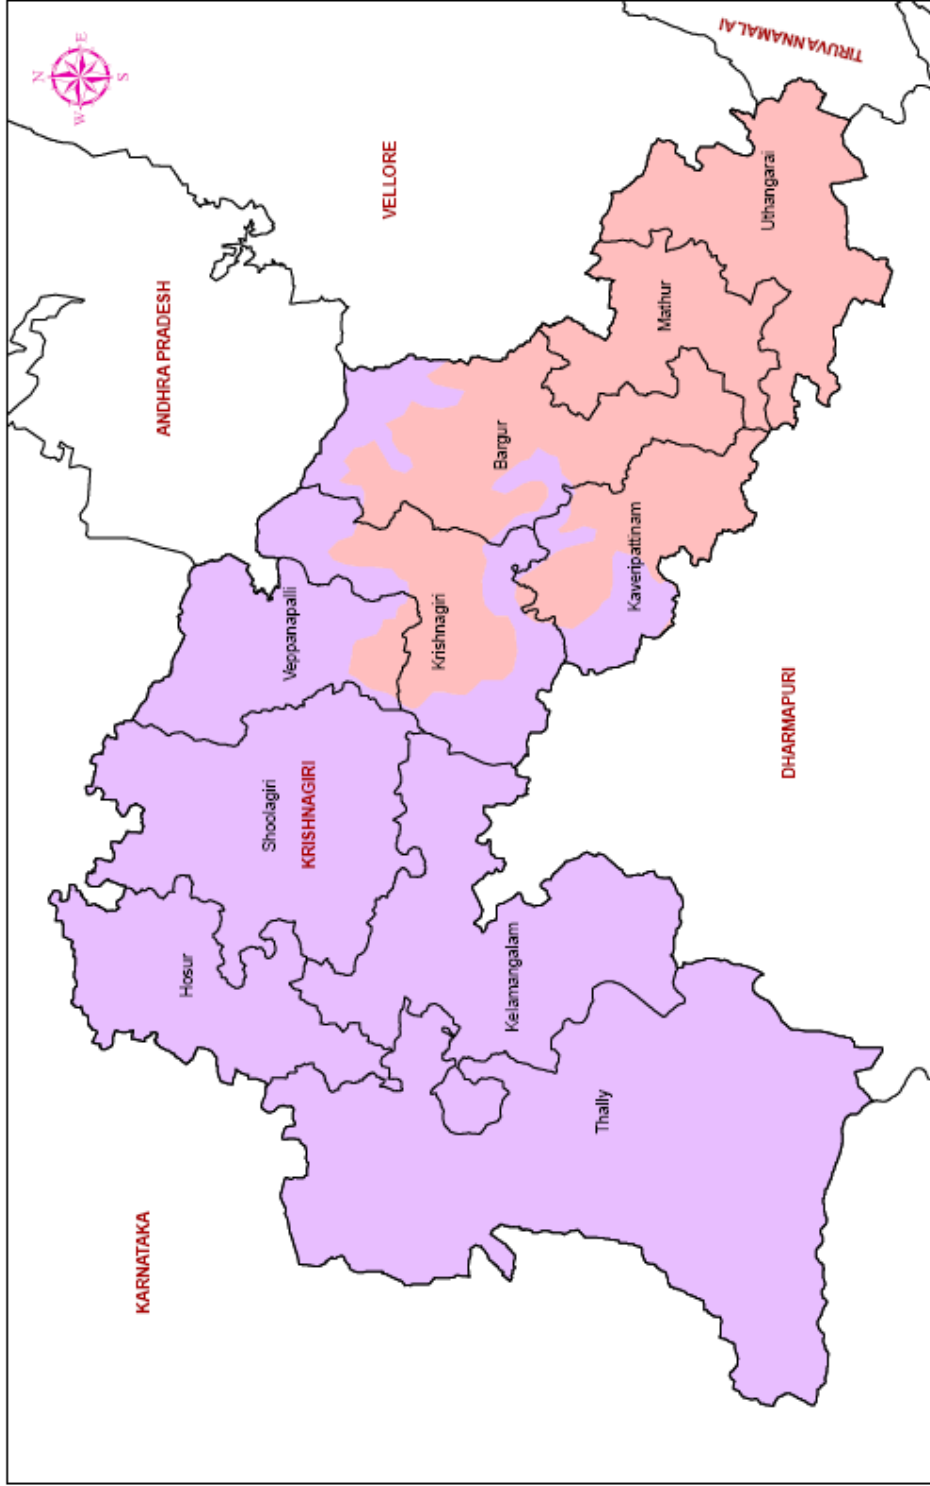 N
W
E
S
ANDHRA PRADESH
KARNATAKA
VELLORE
TIRUVANNAMALAI
Hosur
Shoolagiri
KRISHNAGIRI
Veppanapalli
Krishnagiri
Bargur
Mathur
Uthangarai
Kelamangalam
Kaveripattinam
Thally
DHARMAPURI